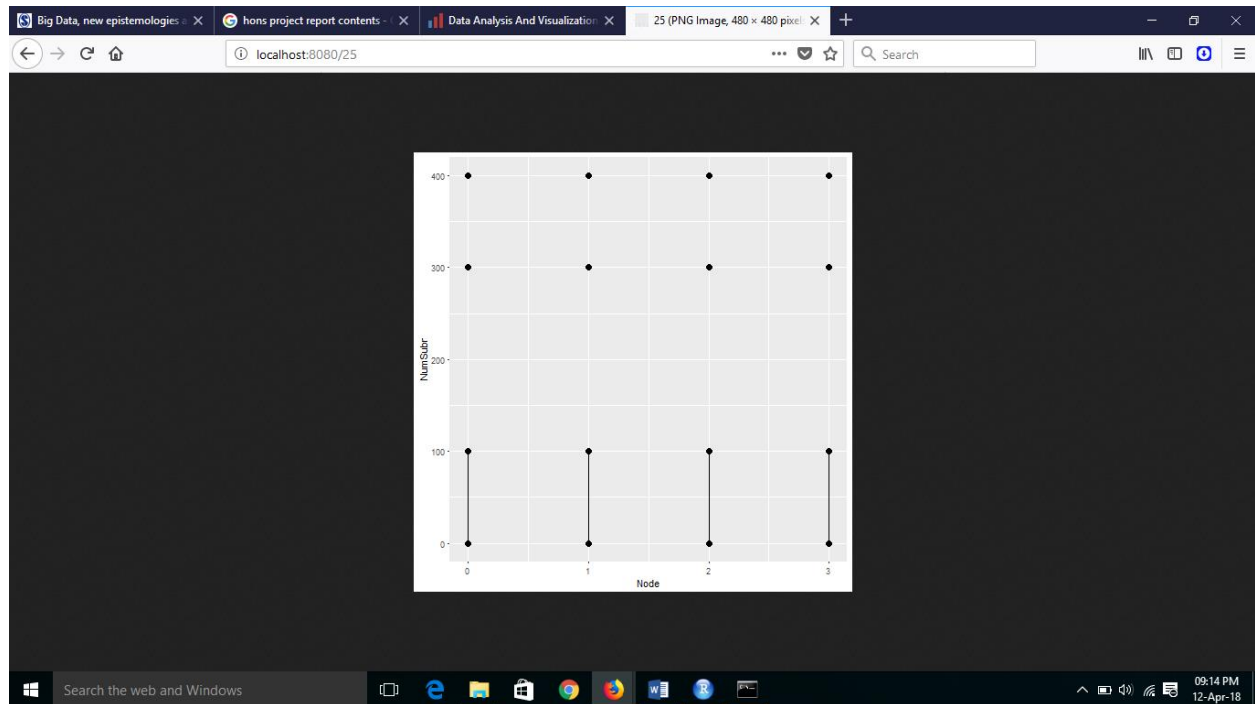 Big Data, new epistemologies a
hons project report contents - 
Data Analysis And Visualization
25 (PNG Image, 480 × 480 pixel
localhost:8080/25
Search
400
300
200
100
0
NumSubr
0 1 2 3
Node
Search the web and Windows
09:14 PM
12-Apr-18